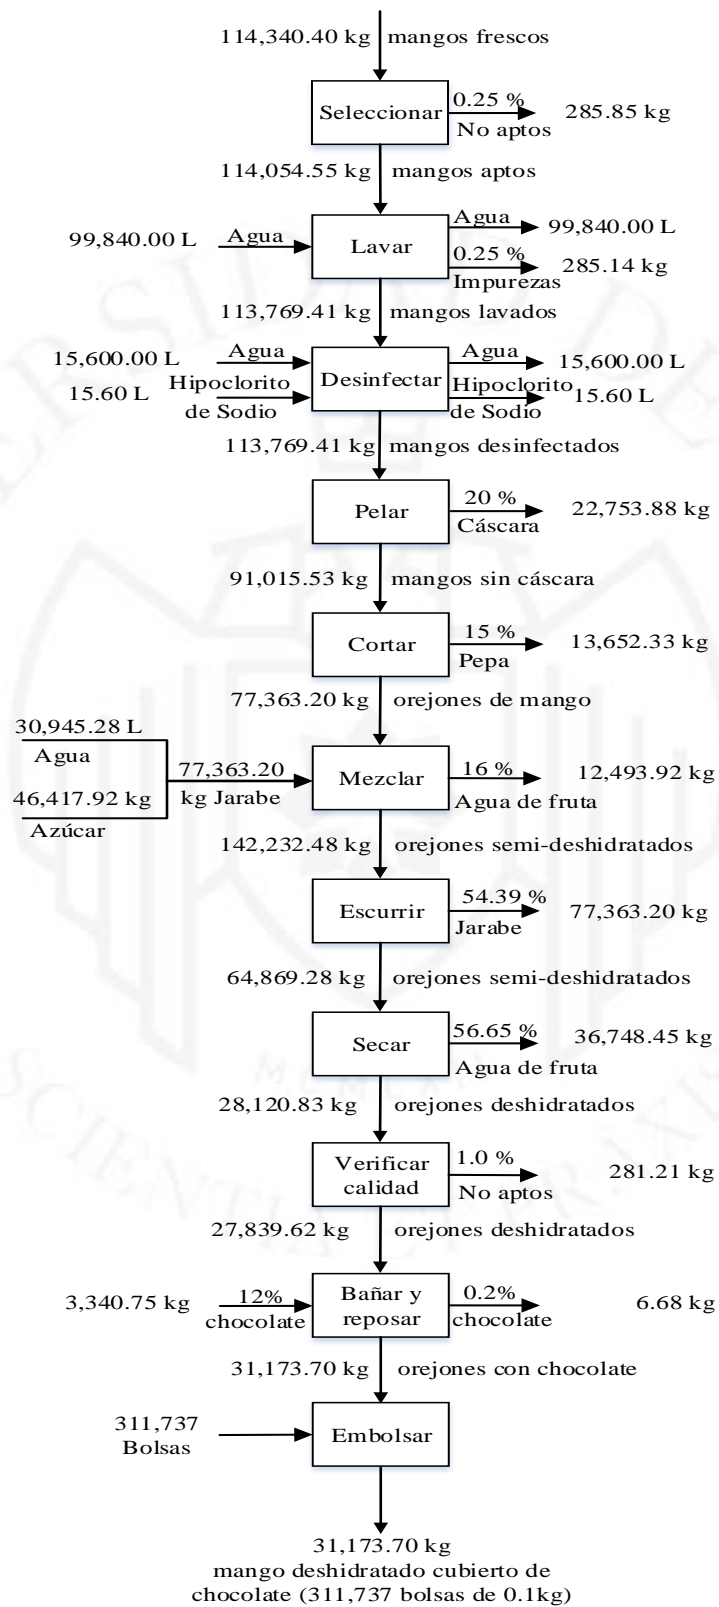 114,340.40 kg mangos frescos
Seleccionar 0.25 % No aptos 285.85 kg
114,054.55 kg mangos aptos
99,840.00 L Agua Lavar Agua 99,840.00 L
0.25 % Impurezas 285.14 kg
113,769.41 kg mangos lavados
15,600.00 L Agua Desinfectar Agua 15,600.00 L
15.60 L Hipoclorito de Sodio Hipoclorito de Sodio 15.60 L
113,769.41 kg mangos desinfectados
Pelar 20 % Cáscara 22,753.88 kg
91,015.53 kg mangos sin cáscara
Cortar 15 % Pepa 13,652.33 kg
77,363.20 kg orejones de mango
30,945.28 L Agua
46,417.92 kg Azúcar
77,363.20 kg Jarabe Mezclar 16 % Agua de fruta 12,493.92 kg
142,232.48 kg orejones semi-deshidratados
Escurrir 54.39 % Jarabe 77,363.20 kg
64,869.28 kg orejones semi-deshidratados
Secar 56.65 % Agua de fruta 36,748.45 kg
28,120.83 kg orejones deshidratados
Verificar calidad 1.0 % No aptos 281.21 kg
27,839.62 kg orejones deshidratados
3,340.75 kg 12% chocolate Bañar y reposar 0.2% chocolate 6.68 kg
31,173.70 kg orejones con chocolate
311,737 Bolsas Embolsar
31,173.70 kg
mango deshidratado cubierto de
chocolate (311,737 bolsas de 0.1kg)